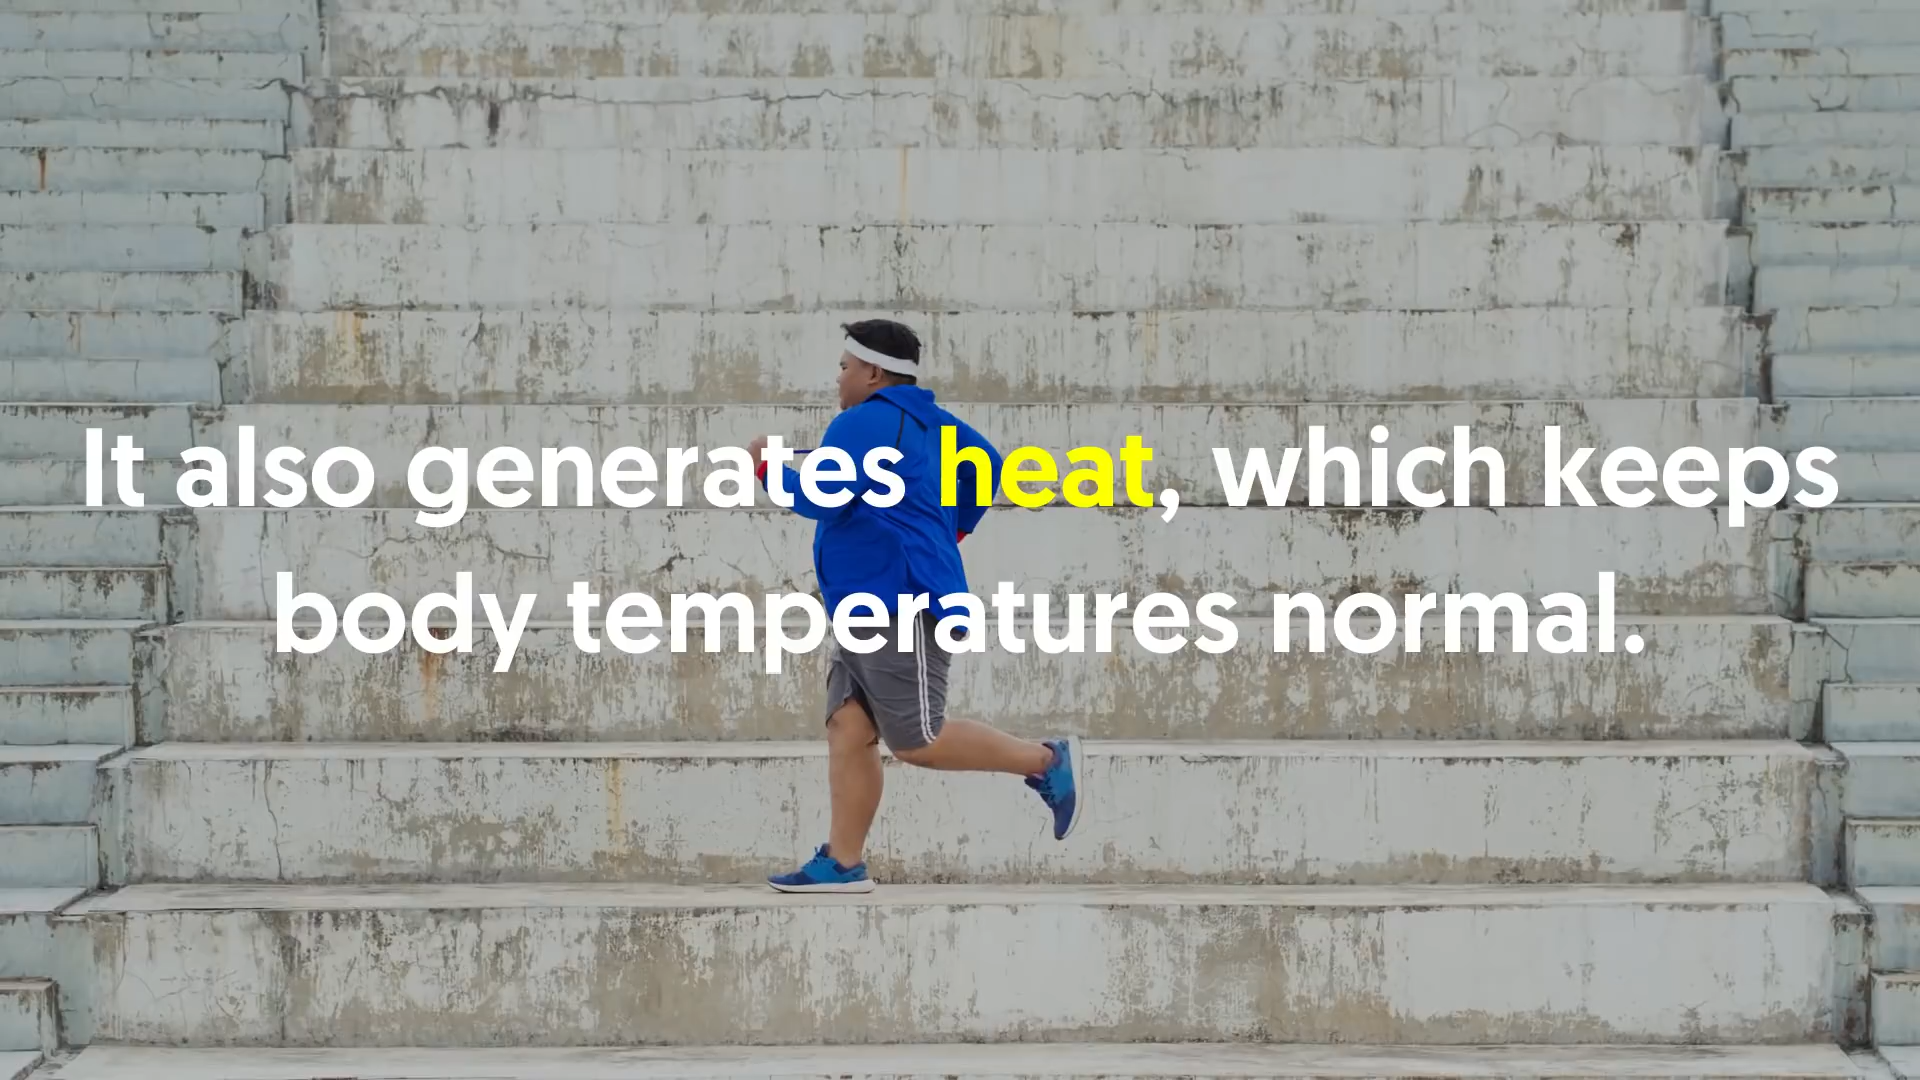 It also generates heat, which keeps
body temperatures normal.